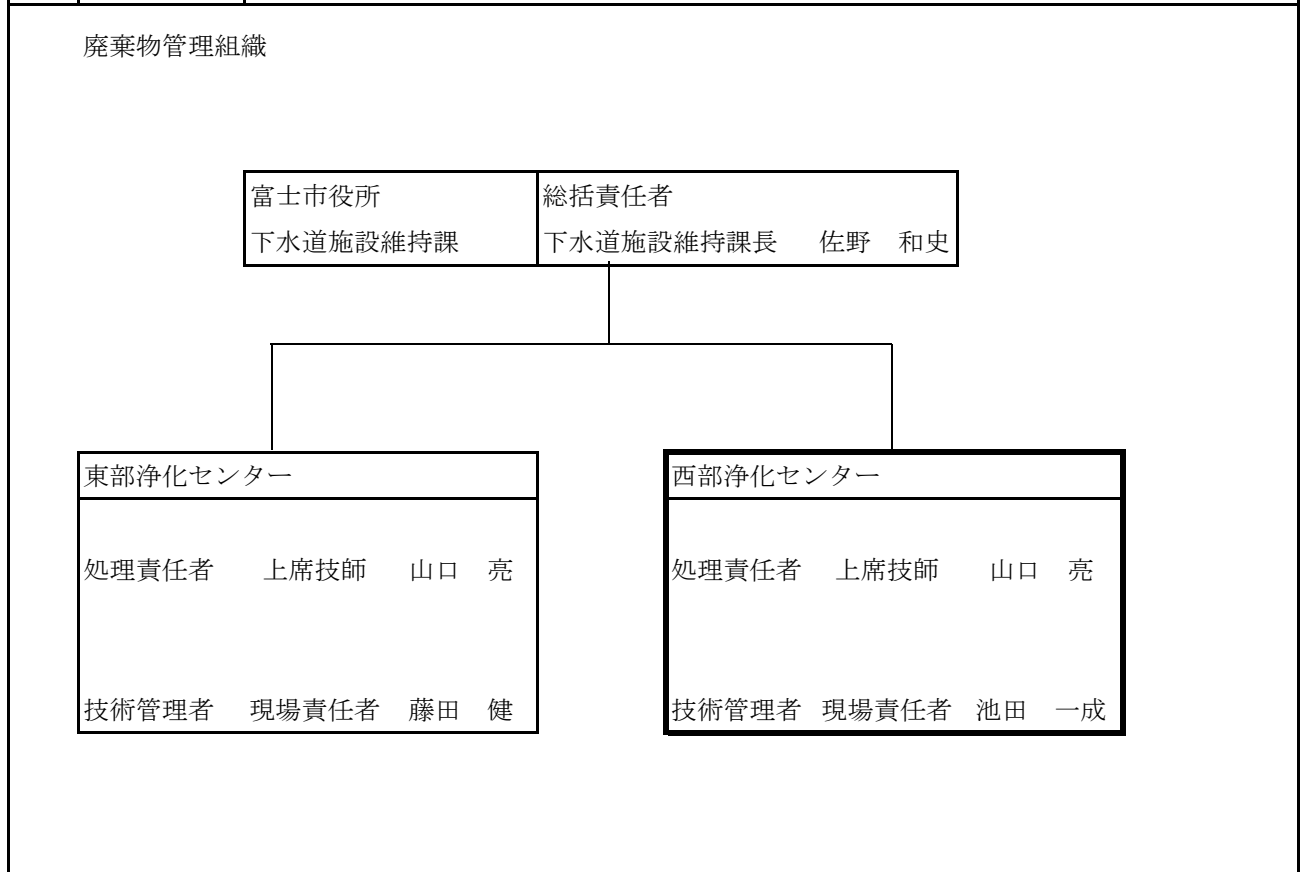 廃棄物管理組織
富士市役所 総括責任者
下水道施設維持課 下水道施設維持課長 佐野 和史
東部浄化センター
処理責任者 上席技師 山口 亮
技術管理者 現場責任者 藤田 健
西部浄化センター
処理責任者 上席技師 山口 亮
技術管理者 現場責任者 池田 一成